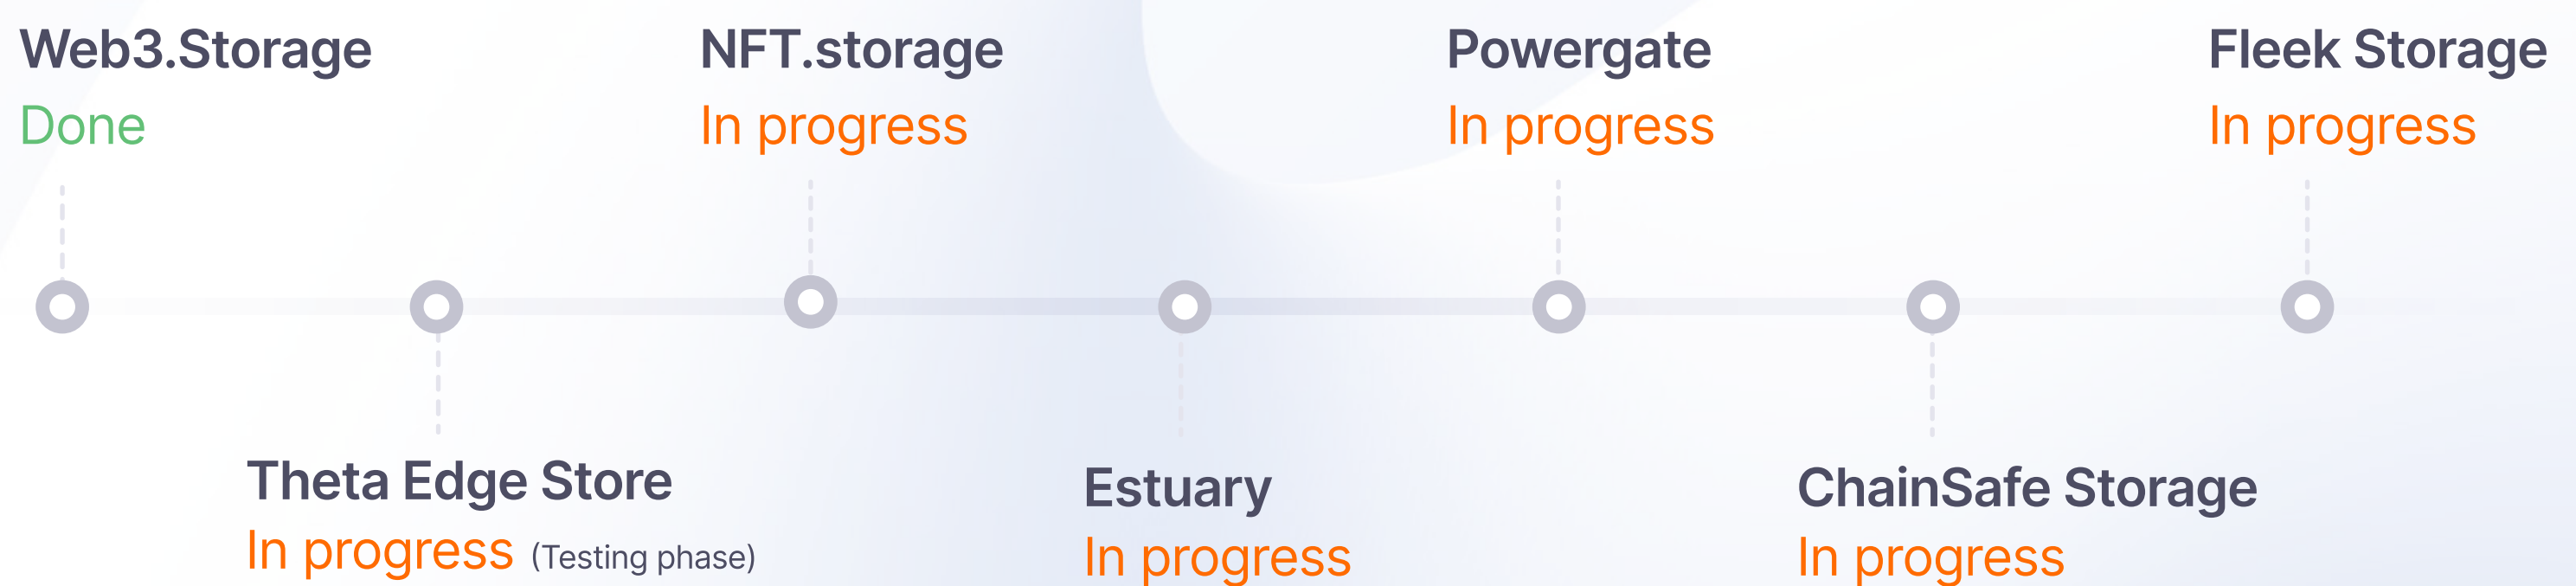 Web3.Storage
Done
Theta Edge Store
In progress (Testing phase)
NFT.storage
In progress
Estuary
In progress
Powergate
In progress
ChainSafe Storage
In progress
Fleek Storage
In progress